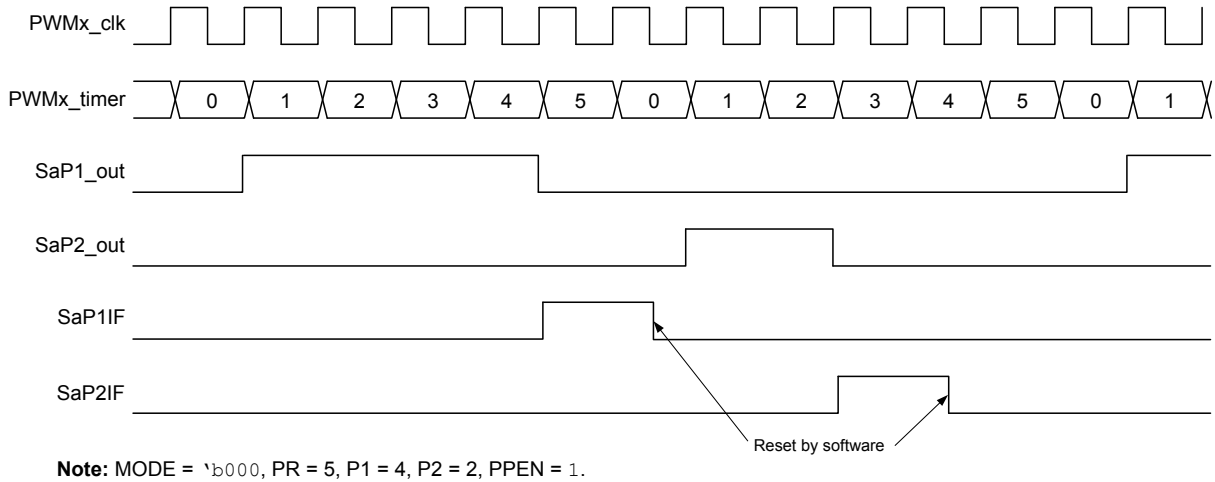 PWMx_clk
PWMx_timer 0 1 2 3 4 5 0 1 2 3 4 5 0 1
SaP1_out
SaP2_out
SaP1IF
SaP2IF
Reset by software
Note: MODE = 'b000, PR = 5, P1 = 4, P2 = 2, PPEN = 1.